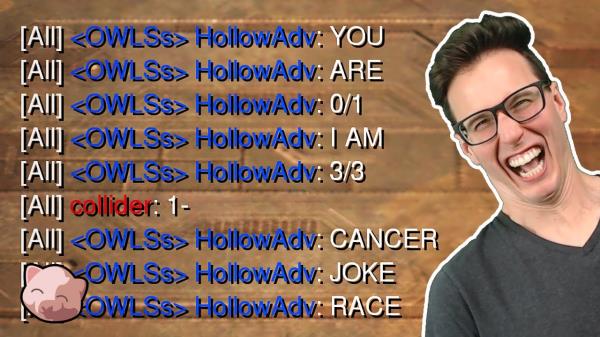 [All] <OWLSs> HollowAdv: YOU
[All] <OWLSs> HollowAdv: ARE
[All] <OWLSs> HollowAdv: 0/1
[All] <OWLSs> HollowAdv: I AM
[All] <OWLSs> HollowAdv: 3/3
[All] collider: 1-
[All] <OWLSs> HollowAdv: CANCER
<OWLSs> HollowAdv: JOKE
<OWLSs> HollowAdv: RACE